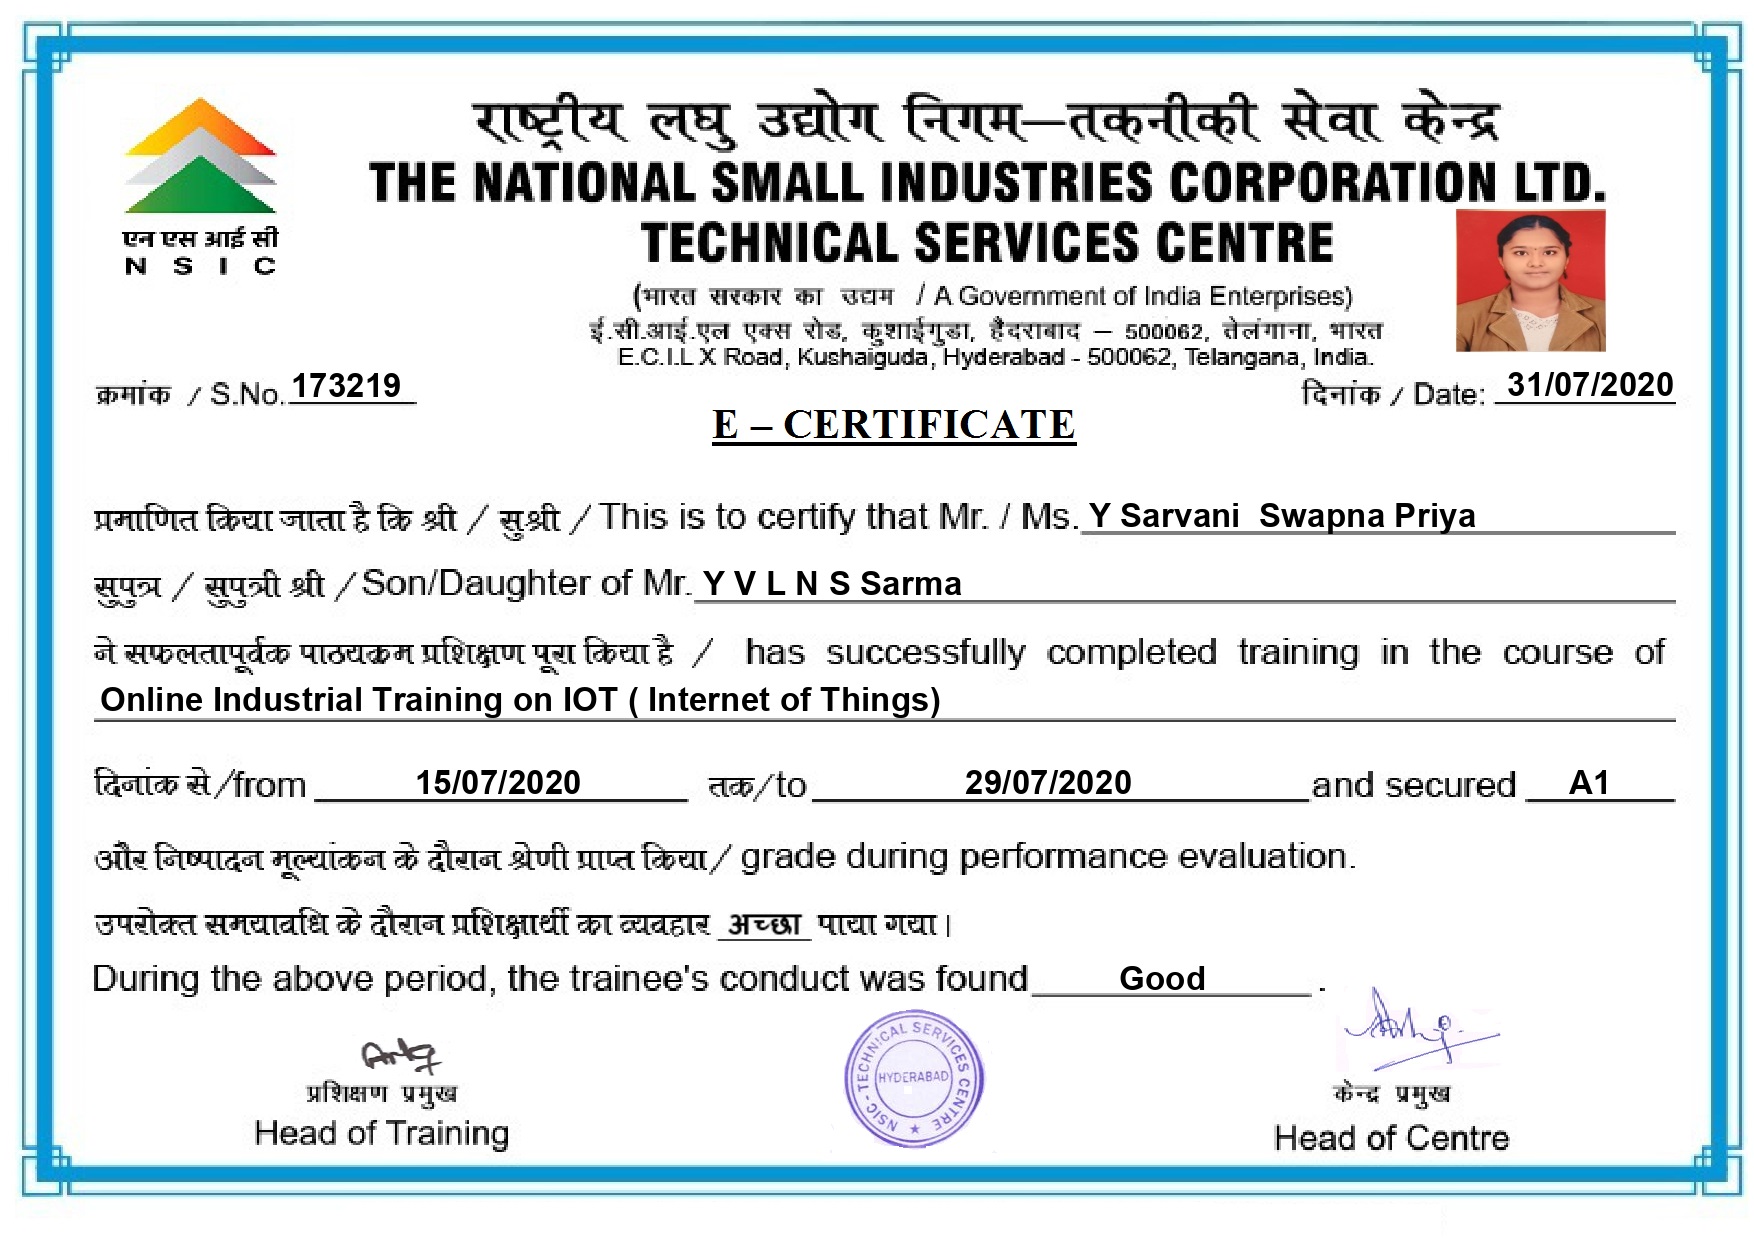 राष्ट्रीय लघु उद्योग निगम–तकनीकी सेवा केन्द्र
THE NATIONAL SMALL INDUSTRIES CORPORATION LTD.
TECHNICAL SERVICES CENTRE
एन एस आई सी
N S I C
(भारत सरकार का उद्यम / A Government of India Enterprises)
ई.सी.आई.एल एक्स रोड, कुशाईगुडा, हैदराबाद – 500062, तेलंगाना, भारत
E.C.I.L X Road, Kushaiguda, Hyderabad - 500062, Telangana, India.
क्रमांक / S.No. 173219 दिनांक / Date: 31/07/2020
E – CERTIFICATE
प्रमाणित किया जाता है कि श्री / सुश्री / This is to certify that Mr. / Ms. Y Sarvani Swapna Priya
सुपुत्र / सुपुत्री श्री / Son/Daughter of Mr. Y V L N S Sarma
ने सफलतापूर्वक पाठयक्रम प्रशिक्षण पूरा किया है / has successfully completed training in the course of
Online Industrial Training on IOT ( Internet of Things)
दिनांक से /from 15/07/2020 तक/to 29/07/2020 and secured A1
और निष्पादन मूल्यांकन के दौरान श्रेणी प्राप्त किया/ grade during performance evaluation.
उपरोक्त समयावधि के दौरान प्रशिक्षार्थी का व्यवहार अच्छा पाया गया।
During the above period, the trainee's conduct was found Good .
प्रशिक्षण प्रमुख
Head of Training
NSIC-TECHNICAL SERVICES CENTRE ★
HYDERABAD
केन्द्र प्रमुख
Head of Centre